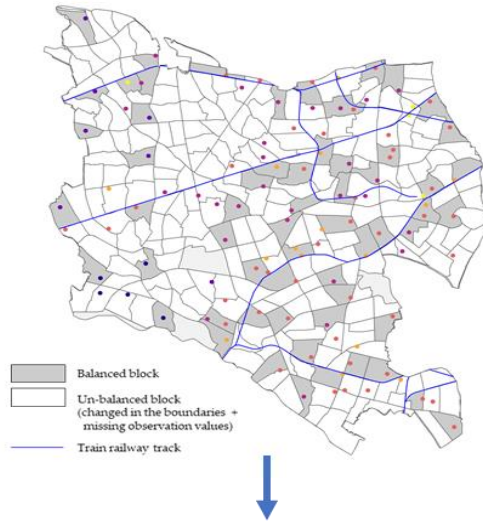 Balanced block
Un-balanced block
(changed in the boundaries +
missing observation values)
Train railway track